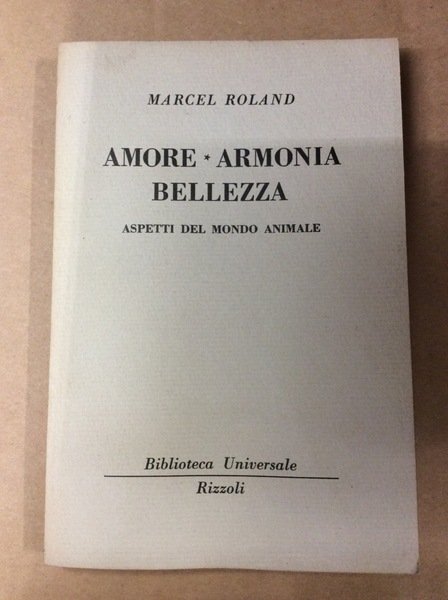 MARCEL ROLAND
AMORE * ARMONIA
BELLEZZA
ASPETTI DEL MONDO ANIMALE
Biblioteca Universale
Rizzoli